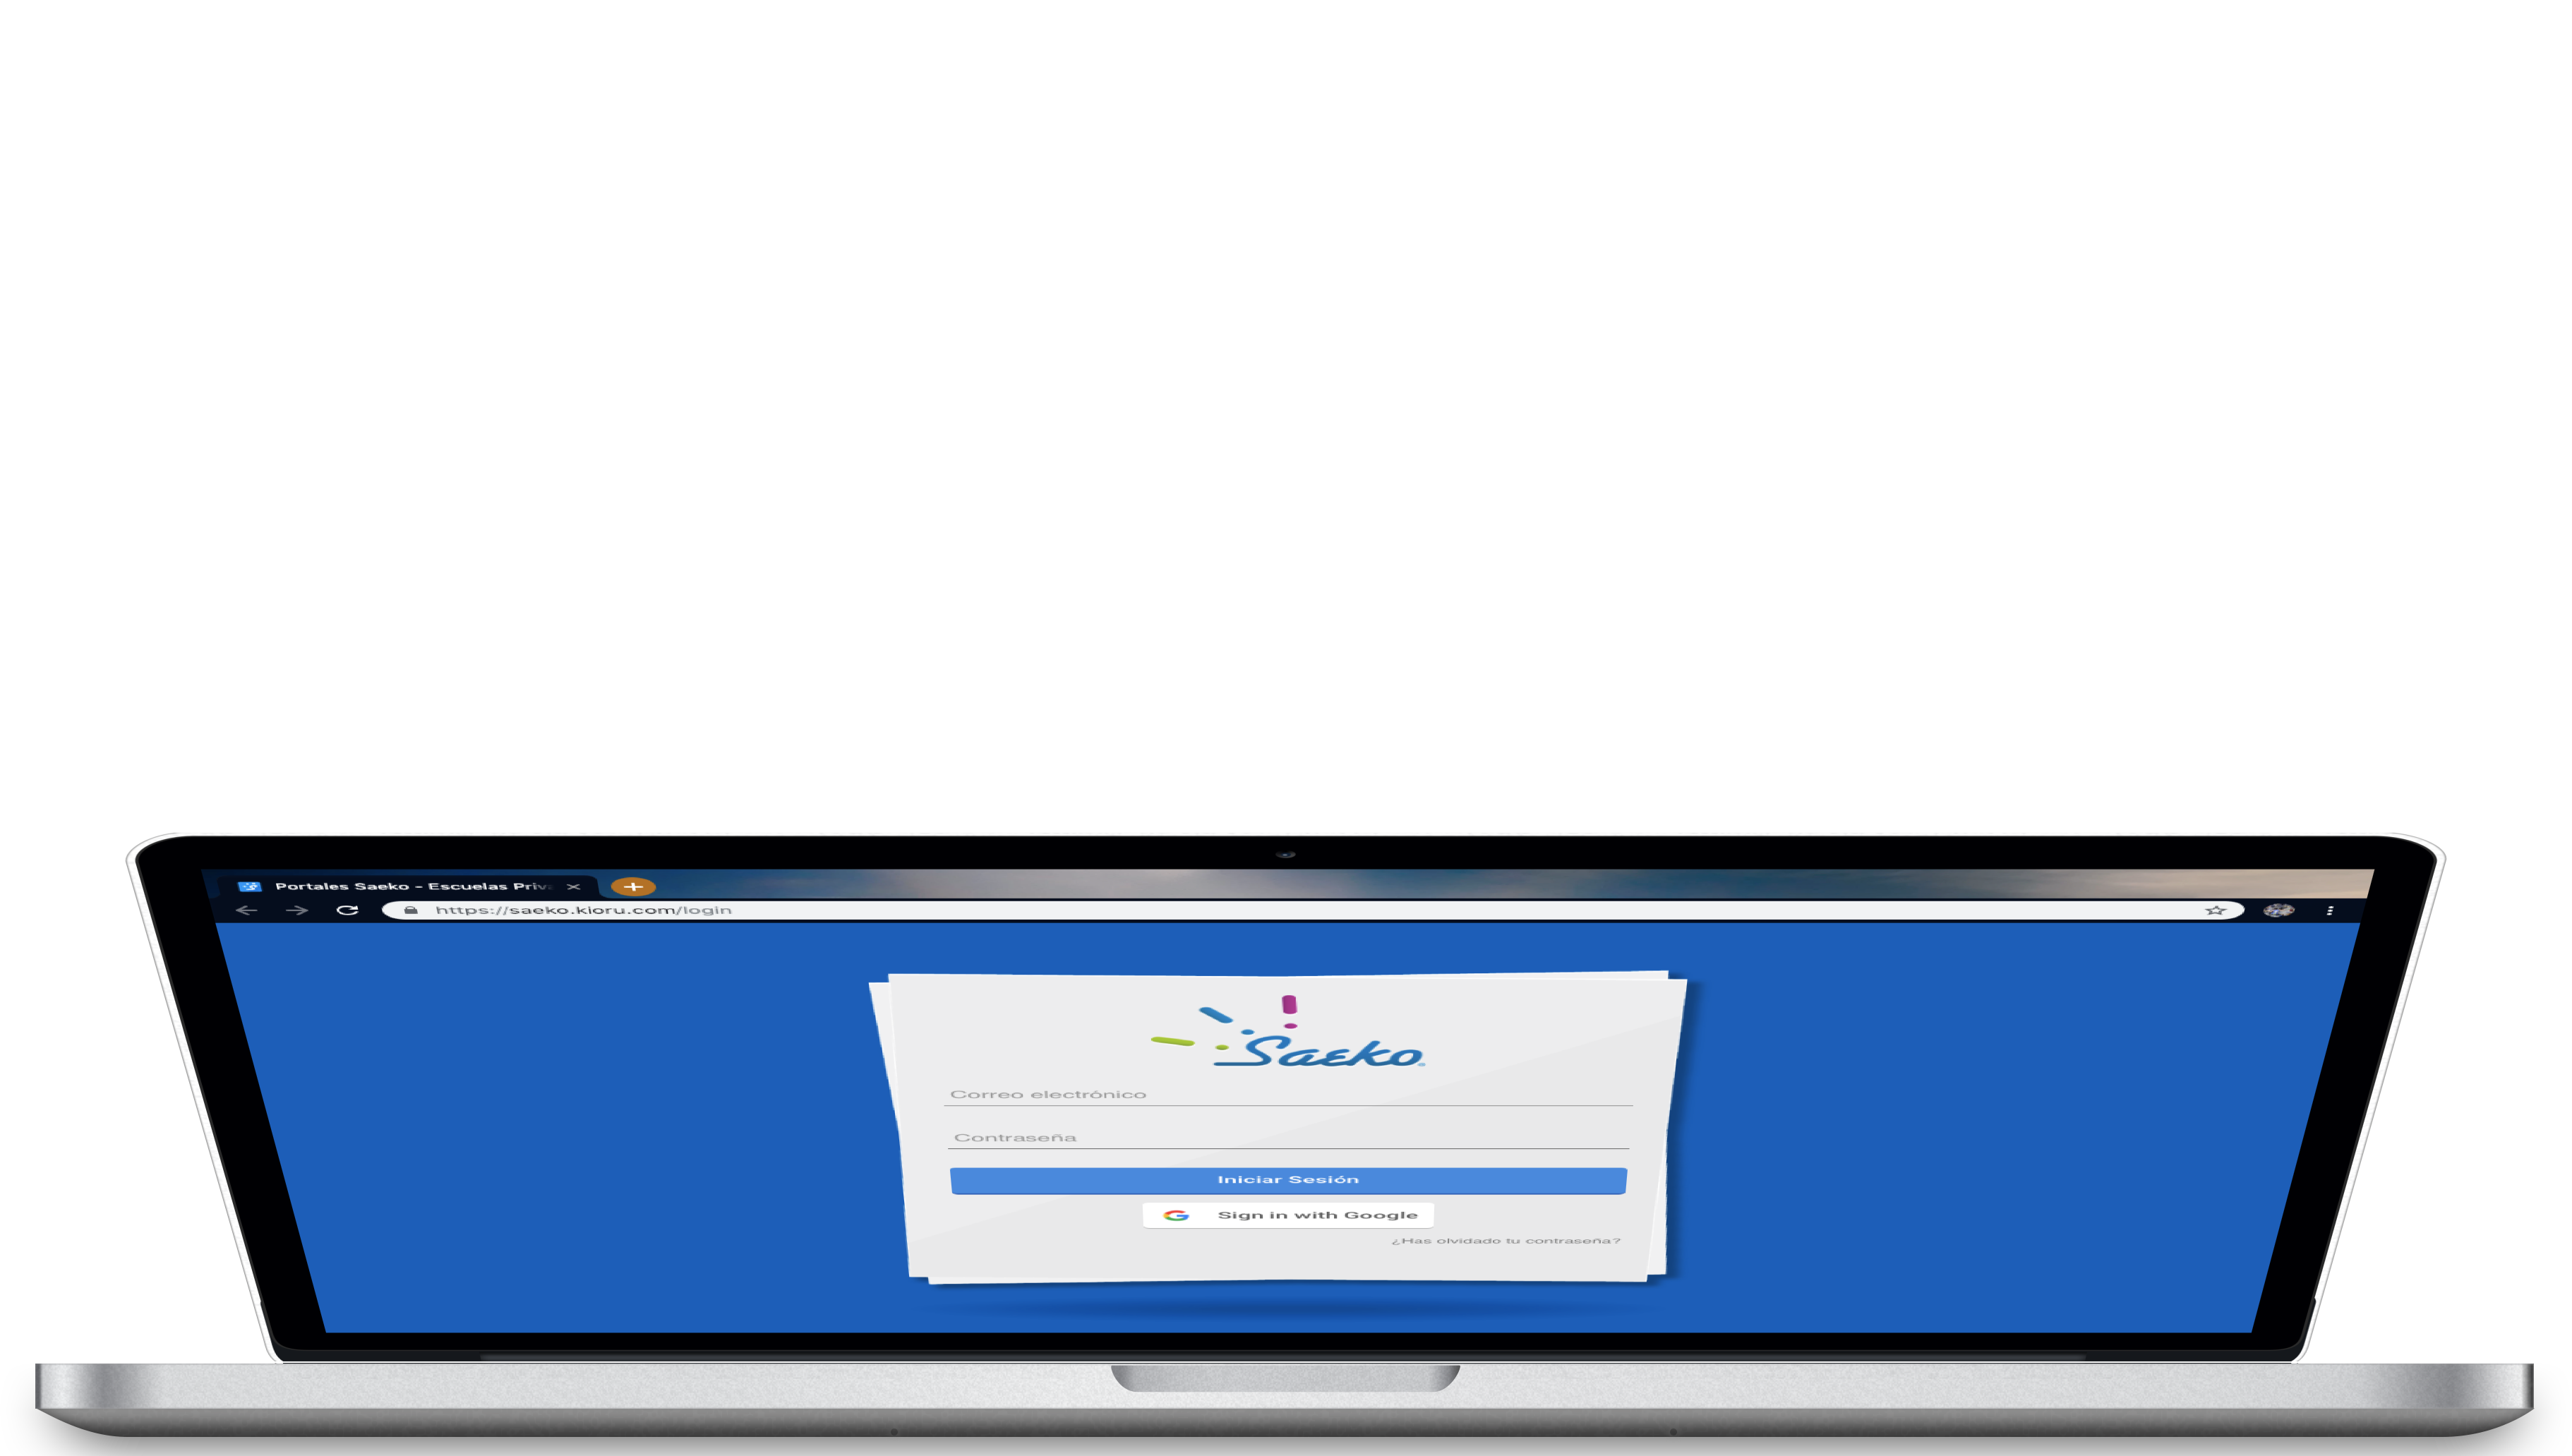 Portales Saeko - Escuelas Priv
https://saeko.kioru.com/login
Saeko
Correo electrónico
Contraseña
Iniciar Sesión
Sign in with Google
¿Has olvidado tu contraseña?